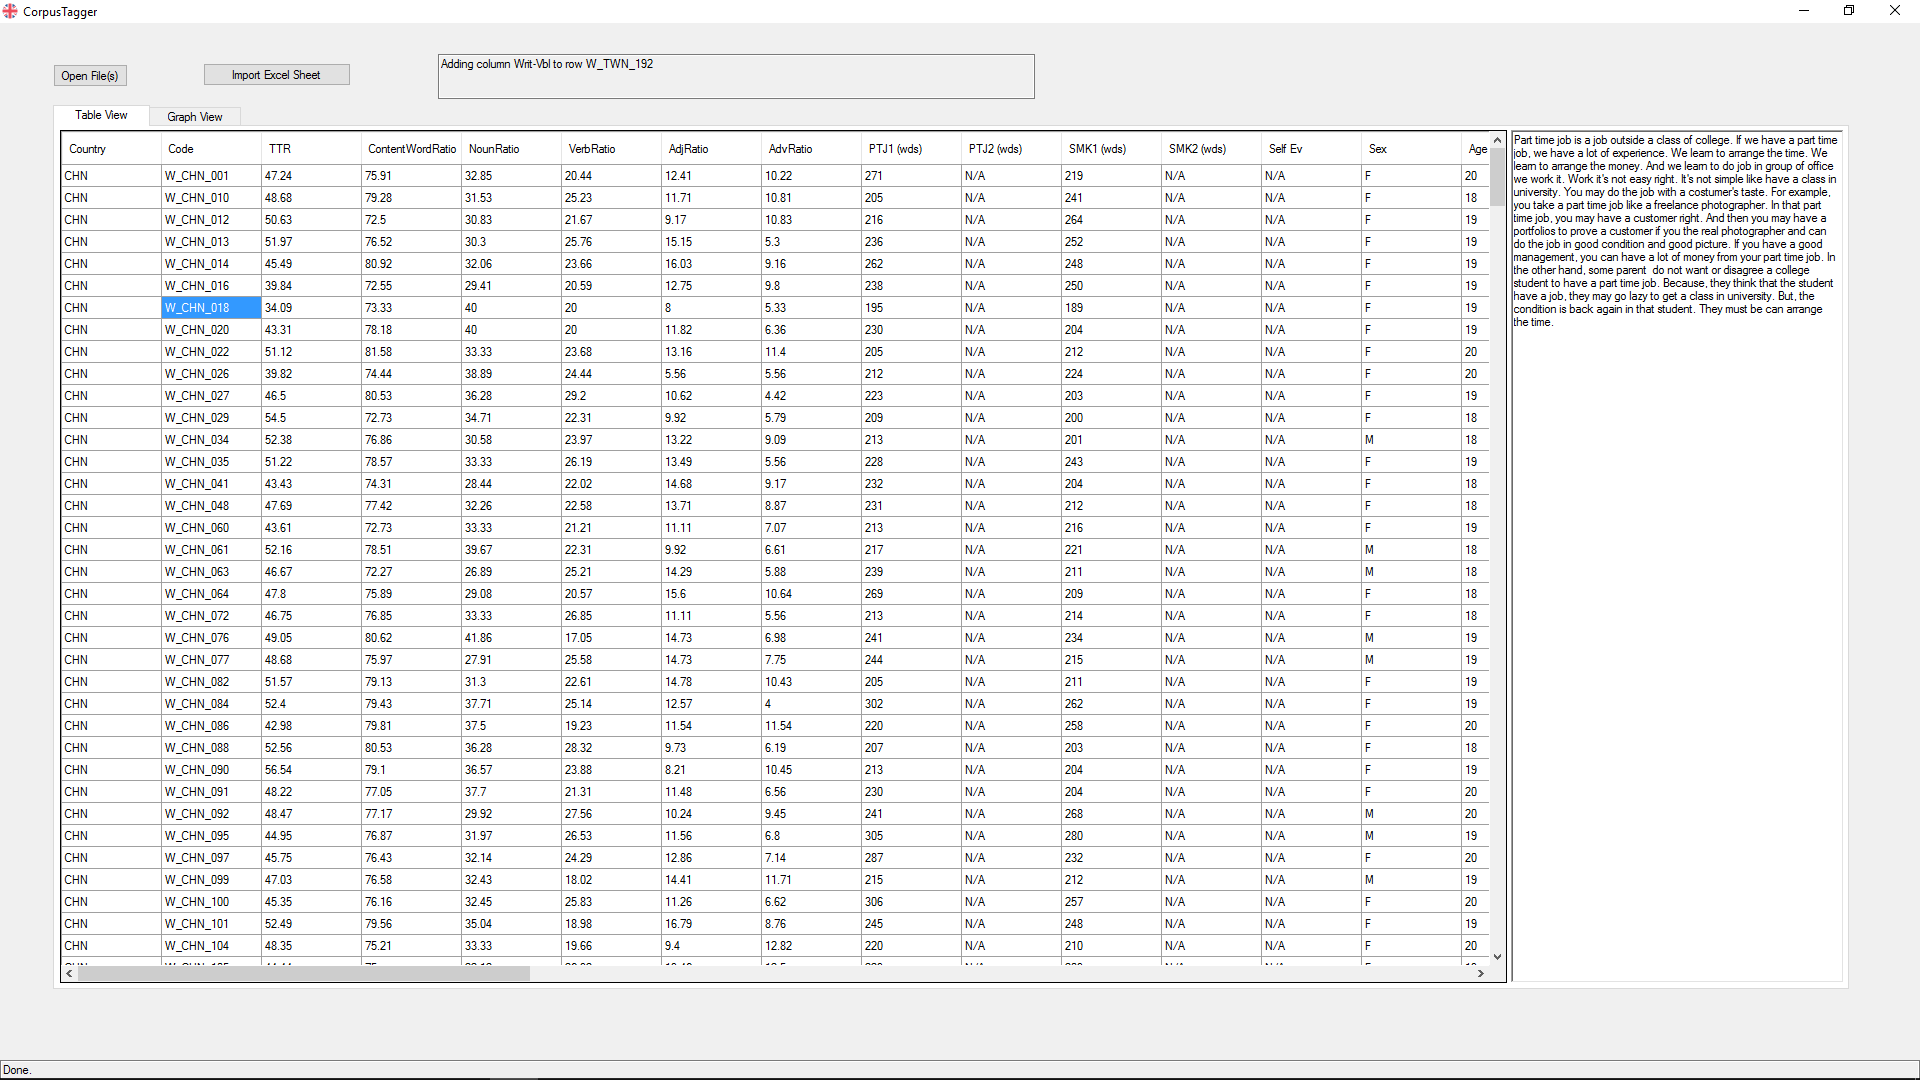 CorpusTagger
Open File(s)
Import Excel Sheet
Adding column Writ-Vbl to row W_TWN_192
Table View
Graph View
Country Code TTR ContentWordRatio NounRatio VerbRatio AdjRatio AdvRatio PTJ1 (wds) PTJ2 (wds) SMK1 (wds) SMK2 (wds) Self Ev Sex Age
CHN W_CHN_001 47.24 75.91 32.85 20.44 12.41 10.22 271 N/A 219 N/A N/A F 20
CHN W_CHN_010 48.68 79.28 31.53 25.23 11.71 10.81 205 N/A 241 N/A N/A F 18
CHN W_CHN_012 50.63 72.5 30.83 21.67 9.17 10.83 216 N/A 264 N/A N/A F 19
CHN W_CHN_013 51.97 76.52 30.3 25.76 15.15 5.3 236 N/A 252 N/A N/A F 19
CHN W_CHN_014 45.49 80.92 32.06 23.66 16.03 9.16 262 N/A 248 N/A N/A F 19
CHN W_CHN_016 39.84 72.55 29.41 20.59 12.75 9.8 238 N/A 250 N/A N/A F 19
CHN W_CHN_018 34.09 73.33 40 20 8 5.33 195 N/A 189 N/A N/A F 19
CHN W_CHN_020 43.31 78.18 40 20 11.82 6.36 230 N/A 204 N/A N/A F 19
CHN W_CHN_022 51.12 81.58 33.33 23.68 13.16 11.4 205 N/A 212 N/A N/A F 20
CHN W_CHN_026 39.82 74.44 38.89 24.44 5.56 5.56 212 N/A 224 N/A N/A F 20
CHN W_CHN_027 46.5 80.53 36.28 29.2 10.62 4.42 223 N/A 203 N/A N/A F 19
CHN W_CHN_029 54.5 72.73 34.71 22.31 9.92 5.79 209 N/A 200 N/A N/A F 18
CHN W_CHN_034 52.38 76.86 30.58 23.97 13.22 9.09 213 N/A 201 N/A N/A M 18
CHN W_CHN_035 51.22 78.57 33.33 26.19 13.49 5.56 228 N/A 243 N/A N/A F 19
CHN W_CHN_041 43.43 74.31 28.44 22.02 14.68 9.17 232 N/A 204 N/A N/A F 18
CHN W_CHN_048 47.69 77.42 32.26 22.58 13.71 8.87 231 N/A 212 N/A N/A F 18
CHN W_CHN_060 43.61 72.73 33.33 21.21 11.11 7.07 213 N/A 216 N/A N/A F 19
CHN W_CHN_061 52.16 78.51 39.67 22.31 9.92 6.61 217 N/A 221 N/A N/A M 18
CHN W_CHN_063 46.67 72.27 26.89 25.21 14.29 5.88 239 N/A 211 N/A N/A M 18
CHN W_CHN_064 47.8 75.89 29.08 20.57 15.6 10.64 269 N/A 209 N/A N/A F 18
CHN W_CHN_072 46.75 76.85 33.33 26.85 11.11 5.56 213 N/A 214 N/A N/A F 18
CHN W_CHN_076 49.05 80.62 41.86 17.05 14.73 6.98 241 N/A 234 N/A N/A M 19
CHN W_CHN_077 48.68 75.97 27.91 25.58 14.73 7.75 244 N/A 215 N/A N/A M 19
CHN W_CHN_082 51.57 79.13 31.3 22.61 14.78 10.43 205 N/A 211 N/A N/A F 19
CHN W_CHN_084 52.4 79.43 37.71 25.14 12.57 4 302 N/A 262 N/A N/A F 19
CHN W_CHN_086 42.98 79.81 37.5 19.23 11.54 11.54 220 N/A 258 N/A N/A F 20
CHN W_CHN_088 52.56 80.53 36.28 28.32 9.73 6.19 207 N/A 203 N/A N/A F 18
CHN W_CHN_090 56.54 79.1 36.57 23.88 8.21 10.45 213 N/A 204 N/A N/A F 19
CHN W_CHN_091 48.22 77.05 37.7 21.31 11.48 6.56 230 N/A 204 N/A N/A F 20
CHN W_CHN_092 48.47 77.17 29.92 27.56 10.24 9.45 241 N/A 268 N/A N/A M 20
CHN W_CHN_095 44.95 76.87 31.97 26.53 11.56 6.8 305 N/A 280 N/A N/A M 19
CHN W_CHN_097 45.75 76.43 32.14 24.29 12.86 7.14 287 N/A 232 N/A N/A F 20
CHN W_CHN_099 47.03 76.58 32.43 18.02 14.41 11.71 215 N/A 212 N/A N/A M 19
CHN W_CHN_100 45.35 76.16 32.45 25.83 11.26 6.62 306 N/A 257 N/A N/A F 20
CHN W_CHN_101 52.49 79.56 35.04 18.98 16.79 8.76 245 N/A 248 N/A N/A F 19
CHN W_CHN_104 48.35 75.21 33.33 19.66 9.4 12.82 220 N/A 210 N/A N/A F 20
Part time job is a job outside a class of college. If we have a part time
job, we have a lot of experience. We learn to arrange the time. We
learn to arrange the money. And we learn to do job in group of office
we work it. Work it's not easy right. It's not simple like have a class in
university. You may do the job with a costumer's taste. For example,
you take a part time job like a freelance photographer. In that part
time job, you may have a customer right. And then you may have a
portfolios to prove a customer if you the real photographer and can
do the job in good condition and good picture. If you have a good
management, you can have a lot of money from your part time job. In
the other hand, some parent  do not want or disagree a college
student to have a part time job. Because, they think that the student
have a job, they may go lazy to get a class in university. But, the
condition is back again in that student. They must be can arrange
the time.
Done.